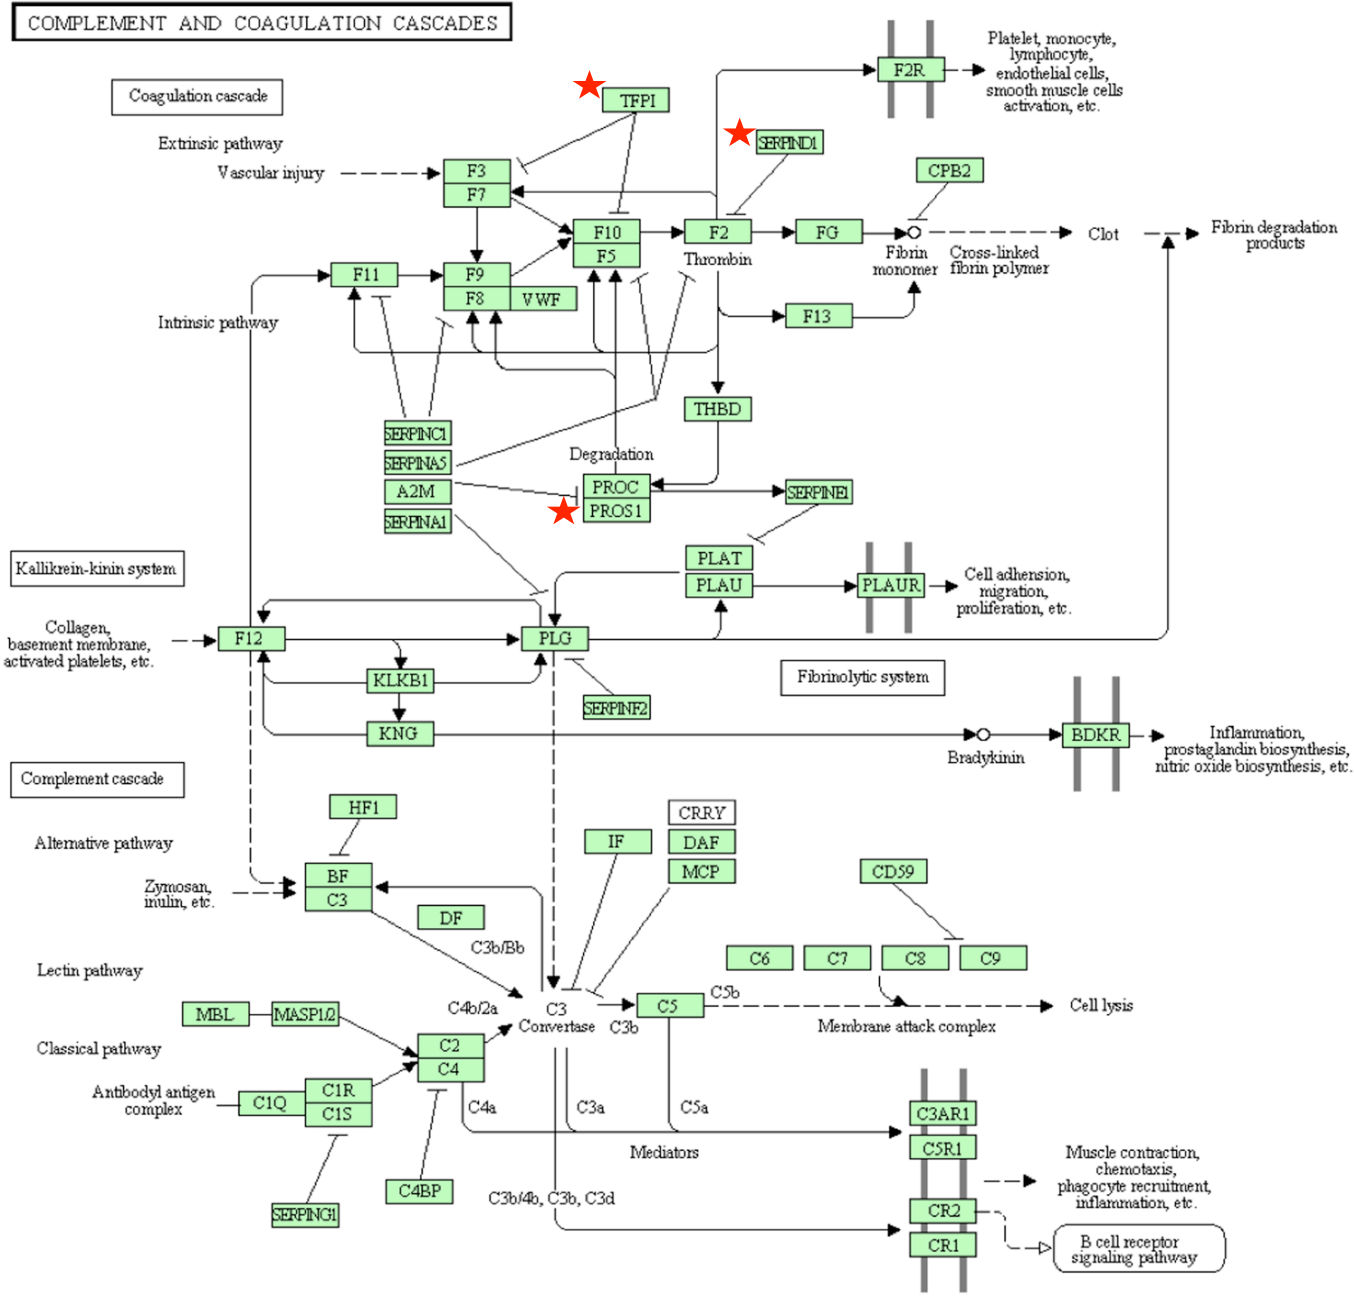 COMPLEMENT AND COAGULATION CASCADES
Platelet, monocyte,
lymphocyte,
endothelial cells,
smooth muscle cells
activation, etc.
F2R
Coagulation cascade
TFPI
SERPIND1
Extrinsic pathway
Vascular injury
F3
F7
CPB2
F10
F5
F2
Thrombin
FG
Fibrin
monomer
Cross-linked
fibrin polymer
Clot
Fibrin degradation
products
F11
F9
F8
VWF
F13
Intrinsic pathway
THBD
SERPINC1
SERPINA5
A2M
SERPINA1
Degradation
PROC
PROS1
SERPINE1
Kallikrein-kinin system
PLAT
PLAU
PLAUR
Cell adhension,
migration,
proliferation, etc.
Collagen,
basement membrane,
activated platelets, etc.
F12
PLG
KLKB1
KNG
SERPINF2
Fibrinolytic system
Bradykinin
BDKR
Inflammation,
prostaglandin biosynthesis,
nitric oxide biosynthesis, etc.
Complement cascade
HF1
CRRY
IF
DAF
MCP
CD59
Alternative pathway
Zymosan,
inulin, etc.
BF
C3
DF
C3b/Bb
C6
C7
C8
C9
Lectin pathway
C4b/2a
C3
Convertase
C3b
C5
C5b
Membrane attack complex
Cell lysis
MBL
MASP1/2
Classical pathway
C2
C4
Antibodyl antigen
complex
C1Q
C1R
C1S
C4a
C3a
C5a
Mediators
C3AR1
C5R1
Muscle contraction,
chemotaxis,
phagocyte recruitment,
inflammation, etc.
C4BP
SERPING1
C3b/4b, C3b, C3d
CR2
CR1
B cell receptor
signaling pathway